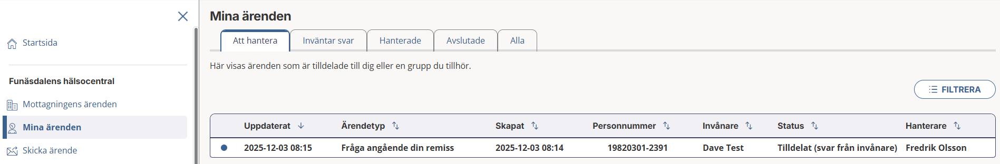 Startsida
Funäsdalens hälsocentral
Mottagningens ärenden
Mina ärenden
Skicka ärende
Mina ärenden
Att hantera Inväntar svar Hanterade Avslutade Alla
Här visas ärenden som är tilldelade till dig eller en grupp du tillhör.
FILTRERA
Uppdaterat Ärendetyp Skapat Personnummer Invånare Status Hanterare
2025-12-03 08:15 Fråga angående din remiss 2025-12-03 08:14 19820301-2391 Dave Test Tilldelat (svar från invånare) Fredrik Olsson